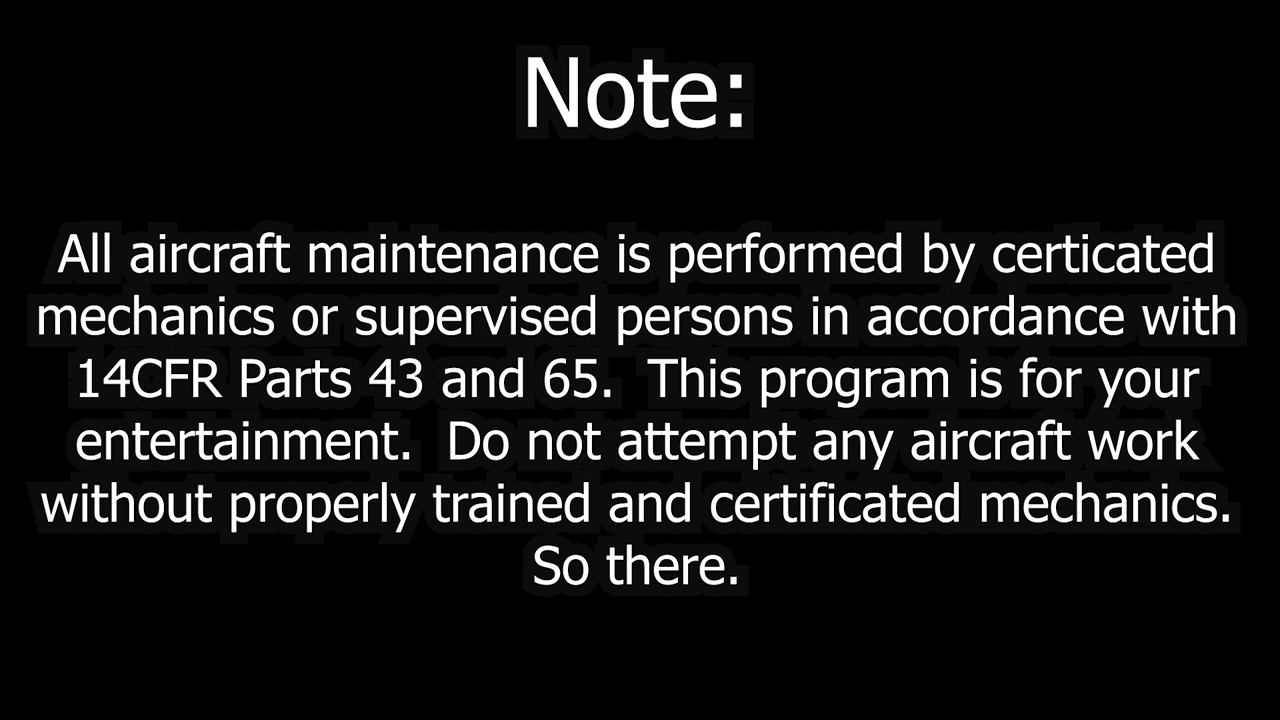 Note:
All aircraft maintenance is performed by certicated
mechanics or supervised persons in accordance with
14CFR Parts 43 and 65.  This program is for your
entertainment.  Do not attempt any aircraft work
without properly trained and certificated mechanics.
So there.